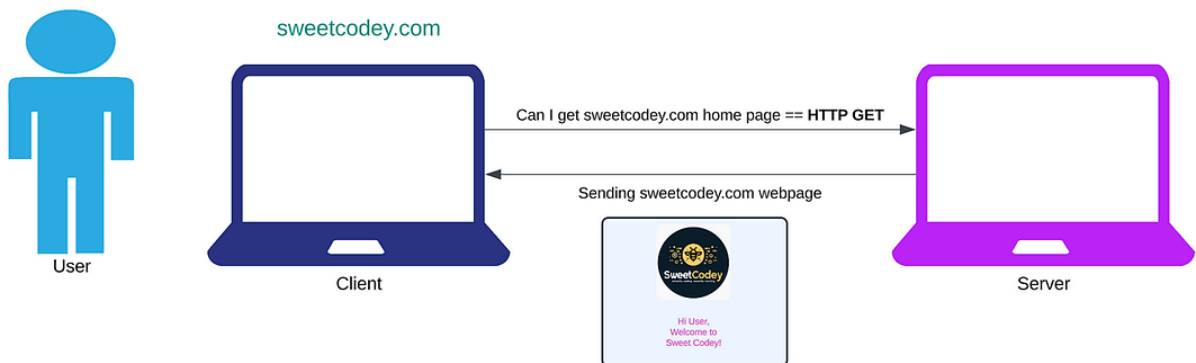 sweetcodey.com
Can I get sweetcodey.com home page == HTTP GET
Sending sweetcodey.com webpage
User
Client
Server
SweetCodey
Hi User,
Welcome to
Sweet Codey!